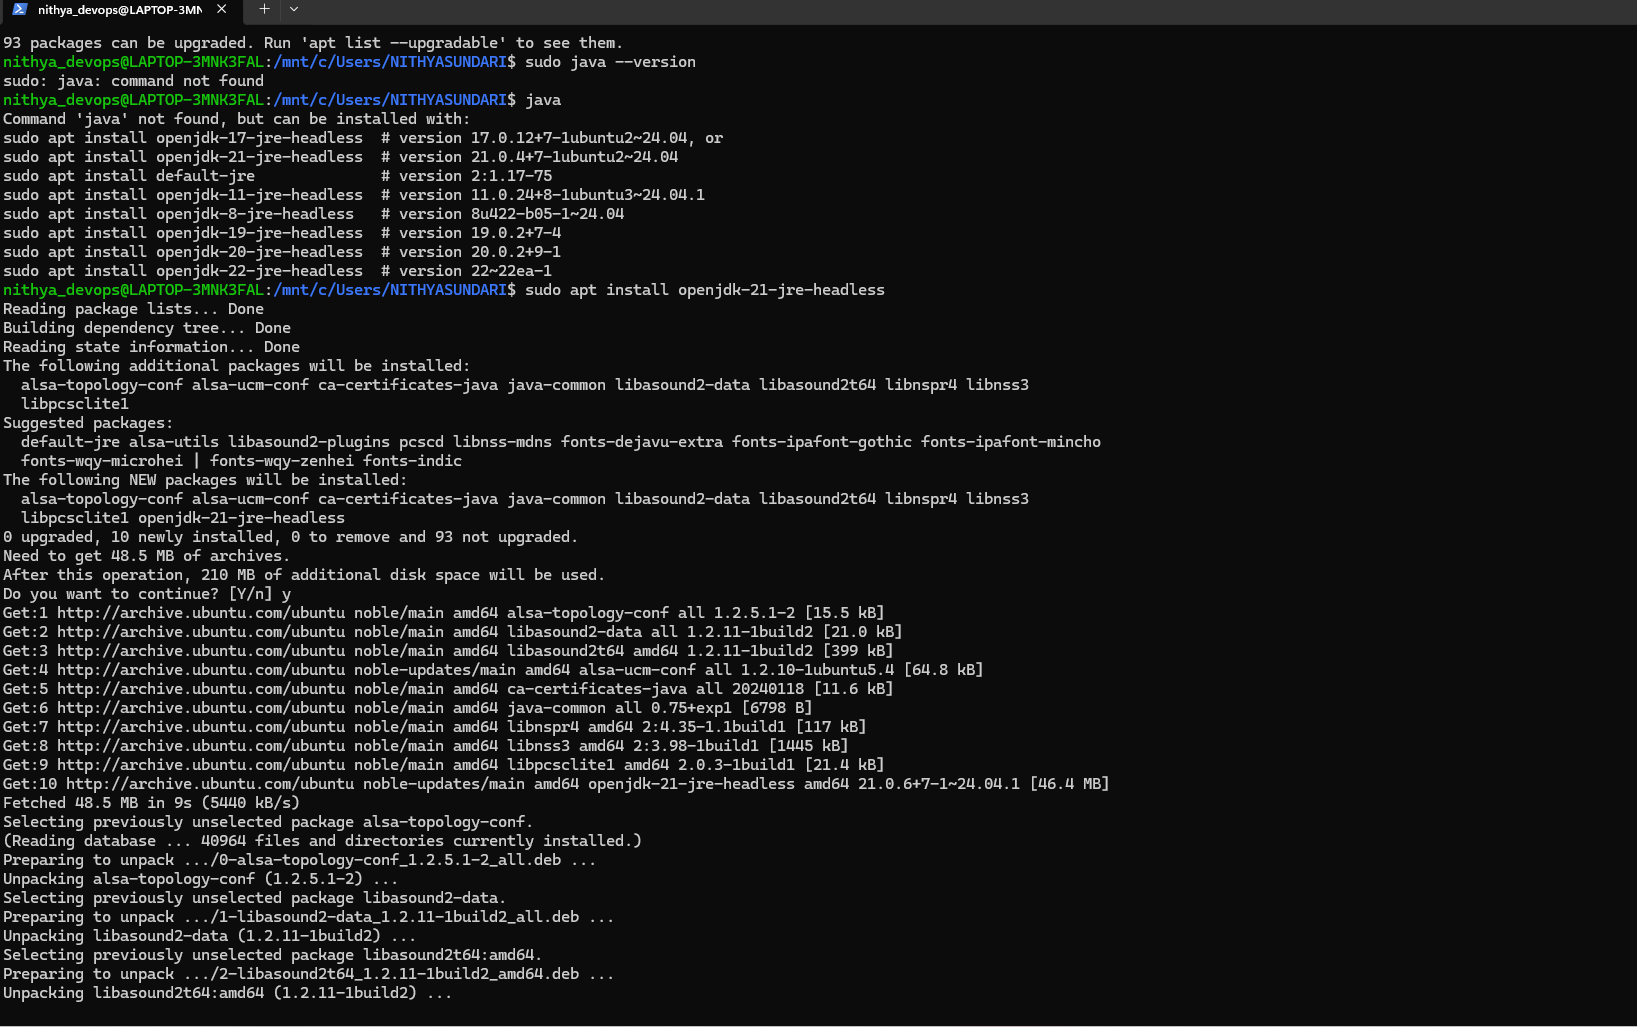 nithya_devops@LAPTOP-3MN
93 packages can be upgraded. Run 'apt list --upgradable' to see them.
nithya_devops@LAPTOP-3MNK3FAL:/mnt/c/Users/NITHYASUNDARI$ sudo java --version
sudo: java: command not found
nithya_devops@LAPTOP-3MNK3FAL:/mnt/c/Users/NITHYASUNDARI$ java
Command 'java' not found, but can be installed with:
sudo apt install openjdk-17-jre-headless  # version 17.0.12+7-1ubuntu2~24.04, or
sudo apt install openjdk-21-jre-headless  # version 21.0.4+7-1ubuntu2~24.04
sudo apt install default-jre              # version 2:1.17-75
sudo apt install openjdk-11-jre-headless  # version 11.0.24+8-1ubuntu3~24.04.1
sudo apt install openjdk-8-jre-headless   # version 8u422-b05-1~24.04
sudo apt install openjdk-19-jre-headless  # version 19.0.2+7-4
sudo apt install openjdk-20-jre-headless  # version 20.0.2+9-1
sudo apt install openjdk-22-jre-headless  # version 22~22ea-1
nithya_devops@LAPTOP-3MNK3FAL:/mnt/c/Users/NITHYASUNDARI$ sudo apt install openjdk-21-jre-headless
Reading package lists... Done
Building dependency tree... Done
Reading state information... Done
The following additional packages will be installed:
  alsa-topology-conf alsa-ucm-conf ca-certificates-java java-common libasound2-data libasound2t64 libnspr4 libnss3
  libpcsclite1
Suggested packages:
  default-jre alsa-utils libasound2-plugins pcscd libnss-mdns fonts-dejavu-extra fonts-ipafont-gothic fonts-ipafont-mincho
  fonts-wqy-microhei | fonts-wqy-zenhei fonts-indic
The following NEW packages will be installed:
  alsa-topology-conf alsa-ucm-conf ca-certificates-java java-common libasound2-data libasound2t64 libnspr4 libnss3
  libpcsclite1 openjdk-21-jre-headless
0 upgraded, 10 newly installed, 0 to remove and 93 not upgraded.
Need to get 48.5 MB of archives.
After this operation, 210 MB of additional disk space will be used.
Do you want to continue? [Y/n] y
Get:1 http://archive.ubuntu.com/ubuntu noble/main amd64 alsa-topology-conf all 1.2.5.1-2 [15.5 kB]
Get:2 http://archive.ubuntu.com/ubuntu noble/main amd64 libasound2-data all 1.2.11-1build2 [21.0 kB]
Get:3 http://archive.ubuntu.com/ubuntu noble/main amd64 libasound2t64 amd64 1.2.11-1build2 [399 kB]
Get:4 http://archive.ubuntu.com/ubuntu noble-updates/main amd64 alsa-ucm-conf all 1.2.10-1ubuntu5.4 [64.8 kB]
Get:5 http://archive.ubuntu.com/ubuntu noble/main amd64 ca-certificates-java all 20240118 [11.6 kB]
Get:6 http://archive.ubuntu.com/ubuntu noble/main amd64 java-common all 0.75+exp1 [6798 B]
Get:7 http://archive.ubuntu.com/ubuntu noble/main amd64 libnspr4 amd64 2:4.35-1.1build1 [117 kB]
Get:8 http://archive.ubuntu.com/ubuntu noble/main amd64 libnss3 amd64 2:3.98-1build1 [1445 kB]
Get:9 http://archive.ubuntu.com/ubuntu noble/main amd64 libpcsclite1 amd64 2.0.3-1build1 [21.4 kB]
Get:10 http://archive.ubuntu.com/ubuntu noble-updates/main amd64 openjdk-21-jre-headless amd64 21.0.6+7-1~24.04.1 [46.4 MB]
Fetched 48.5 MB in 9s (5440 kB/s)
Selecting previously unselected package alsa-topology-conf.
(Reading database ... 40964 files and directories currently installed.)
Preparing to unpack .../0-alsa-topology-conf_1.2.5.1-2_all.deb ...
Unpacking alsa-topology-conf (1.2.5.1-2) ...
Selecting previously unselected package libasound2-data.
Preparing to unpack .../1-libasound2-data_1.2.11-1build2_all.deb ...
Unpacking libasound2-data (1.2.11-1build2) ...
Selecting previously unselected package libasound2t64:amd64.
Preparing to unpack .../2-libasound2t64_1.2.11-1build2_amd64.deb ...
Unpacking libasound2t64:amd64 (1.2.11-1build2) ...